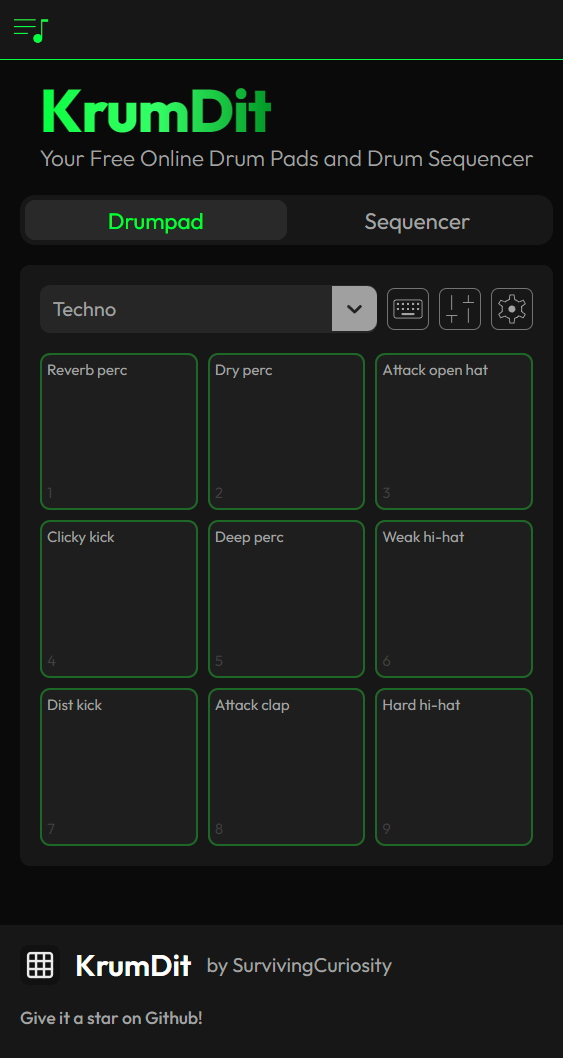 KrumDit
Your Free Online Drum Pads and Drum Sequencer
Drumpad Sequencer
Techno
Reverb perc Dry perc Attack open hat
1 2 3
Clicky kick Deep perc Weak hi-hat
4 5 6
Dist kick Attack clap Hard hi-hat
7 8 9
KrumDit by SurvivingCuriosity
Give it a star on Github!